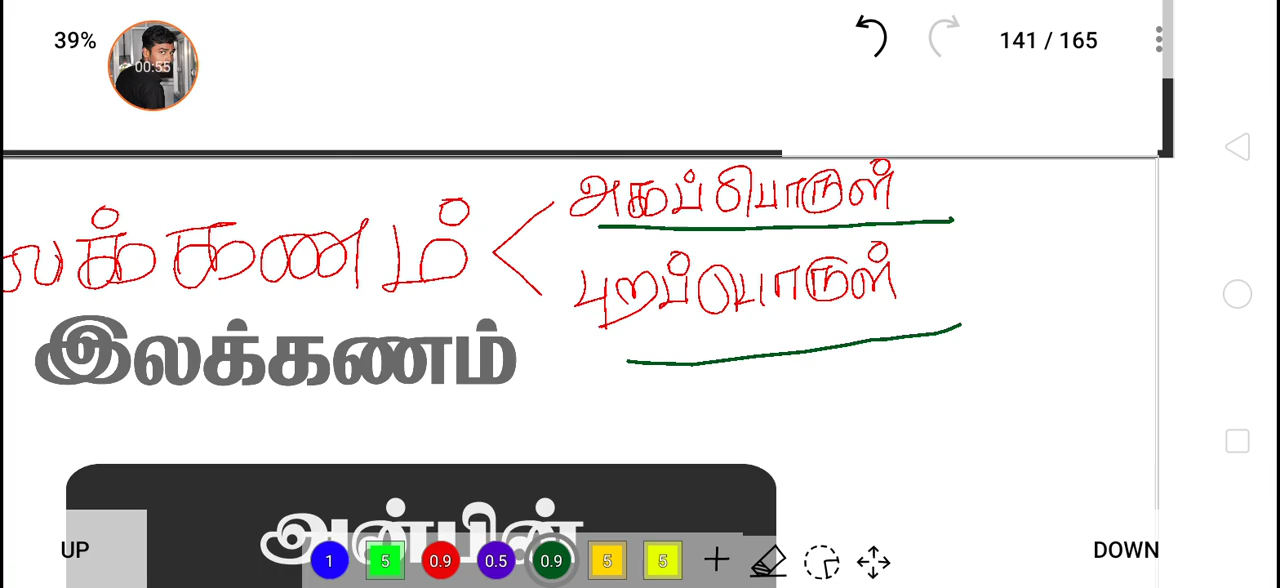 39%
00:55
141 / 165
லக்கணம் < அகப்பொருள்
புறப்பொருள்
இலக்கணம்
அன்பின்
UP
1 5 0.9 0.5 0.9 5 5
DOWN